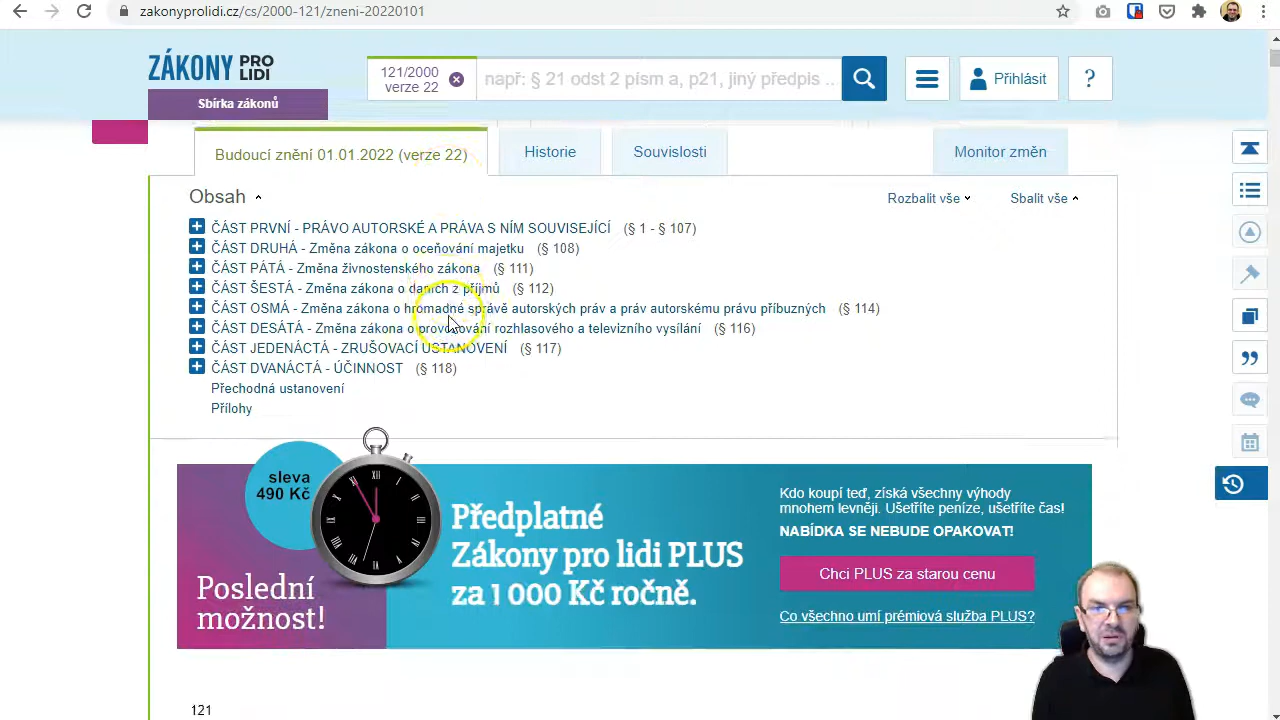 zakonyprolidi.cz/cs/2000-121/zneni-20220101
ZÁKONY PRO LIDI
Sbírka zákonů
121/2000
verze 22
např: § 21 odst 2 písm a, p21, jiný předpis ...
Přihlásit
?
Budoucí znění 01.01.2022 (verze 22)
Historie
Souvislosti
Monitor změn
Obsah
Rozbalit vše
Sbalit vše
ČÁST PRVNÍ - PRÁVO AUTORSKÉ A PRÁVA S NÍM SOUVISEJÍCÍ (§ 1 - § 107)
ČÁST DRUHÁ - Změna zákona o oceňování majetku (§ 108)
ČÁST PÁTÁ - Změna živnostenského zákona (§ 111)
ČÁST ŠESTÁ - Změna zákona o daních z příjmů (§ 112)
ČÁST OSMÁ - Změna zákona o hromadné správě autorských práv a práv autorskému právu příbuzných (§ 114)
ČÁST DESÁTÁ - Změna zákona o provozování rozhlasového a televizního vysílání (§ 116)
ČÁST JEDENÁCTÁ - ZRUŠOVACÍ USTANOVENÍ (§ 117)
ČÁST DVANÁCTÁ - ÚČINNOST (§ 118)
Přechodná ustanovení
Přílohy
sleva
490 Kč
XII
III
VI
IX
Poslední
možnost!
Předplatné
Zákony pro lidi PLUS
za 1 000 Kč ročně.
Kdo koupí teď, získá všechny výhody
mnohem levněji. Ušetříte peníze, ušetříte čas!
NABÍDKA SE NEBUDE OPAKOVAT!
Chci PLUS za starou cenu
Co všechno umí prémiová služba PLUS?
121